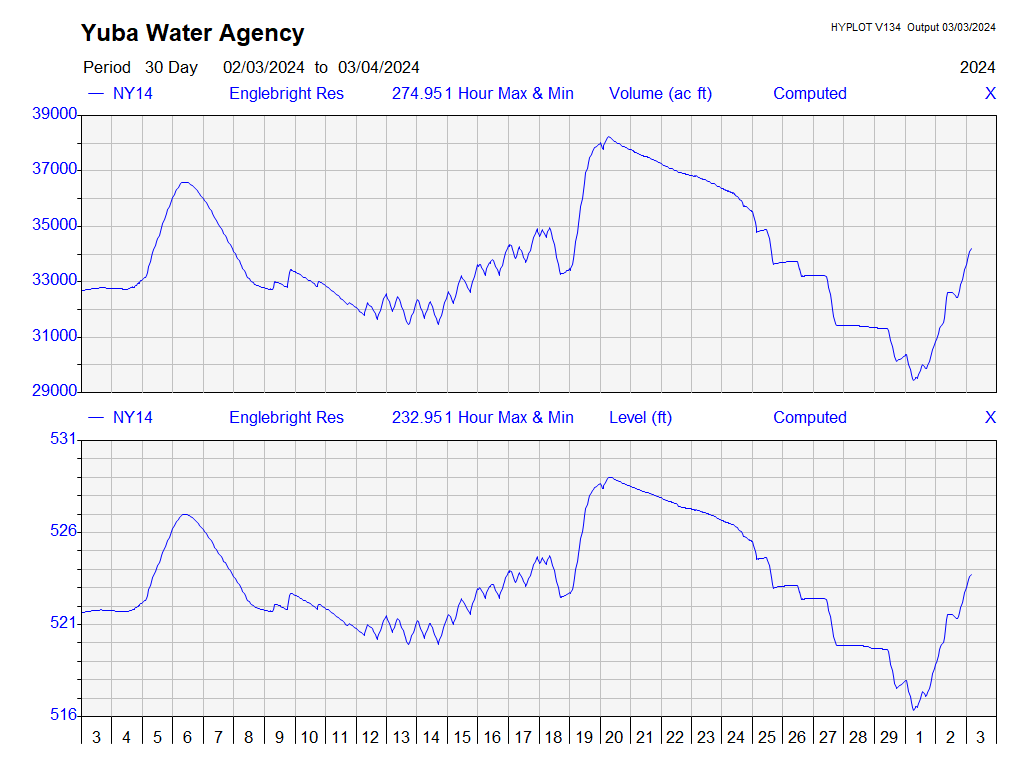 Yuba Water Agency
HYPLOT V134 Output 03/03/2024
Period 30 Day 02/03/2024 to 03/04/2024 2024
NY14 Englebright Res 274.951 Hour Max & Min Volume (ac ft) Computed X
39000
37000
35000
33000
31000
29000
NY14 Englebright Res 232.951 Hour Max & Min Level (ft) Computed X
531
526
521
516
3 4 5 6 7 8 9 10 11 12 13 14 15 16 17 18 19 20 21 22 23 24 25 26 27 28 29 1 2 3